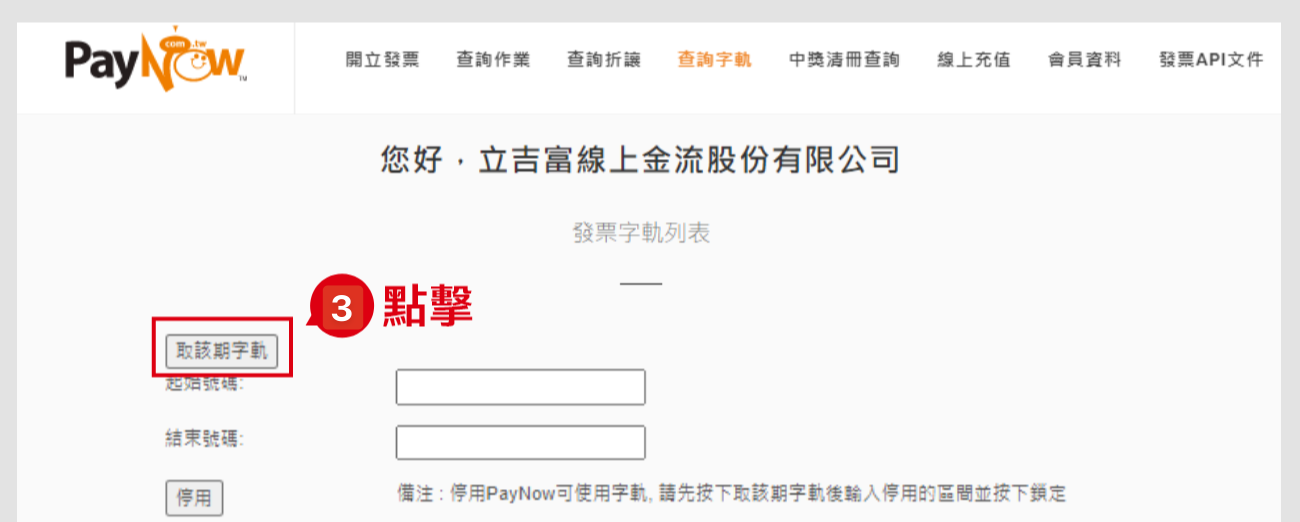 PayNow com.tw TM
開立發票 查詢作業 查詢折讓 查詢字軌 中獎清冊查詢 線上充值 會員資料 發票API文件
您好，立吉富線上金流股份有限公司
發票字軌列表
3 點擊
取該期字軌
起始號碼:
結束號碼:
停用 備注 : 停用PayNow可使用字軌, 請先按下取該期字軌後輸入停用的區間並按下鎖定